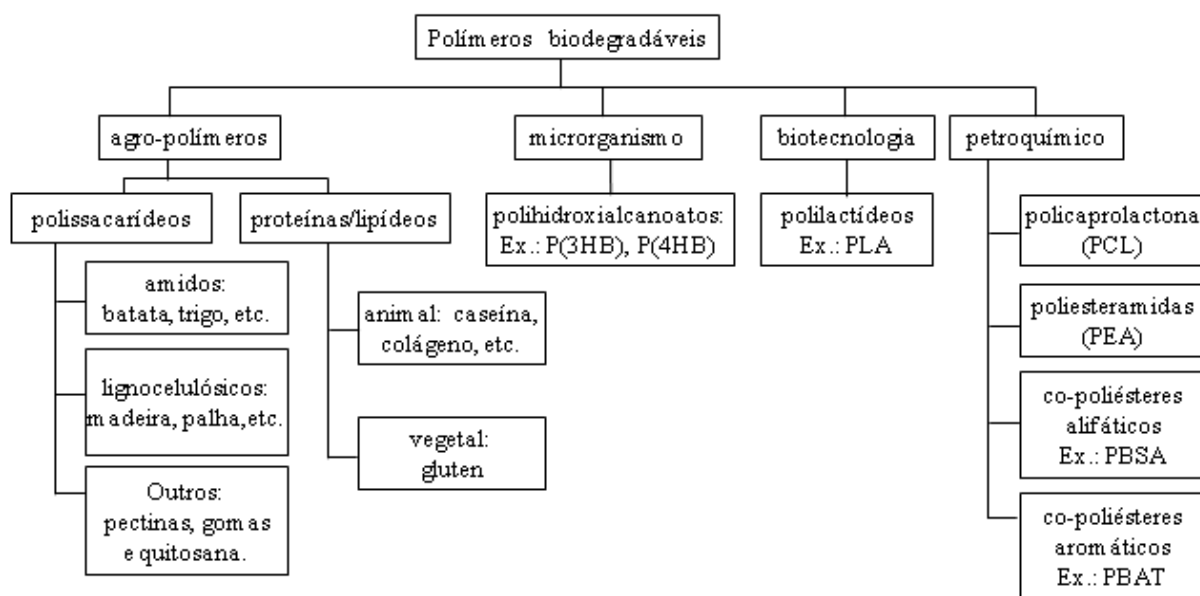 Polímeros biodegradáveis
agro-polímeros
microrganismo
biotecnologia
petroquímico
polissacarídeos
proteínas/lipídeos
polihidroxialcanoatos:
Ex.: P(3HB), P(4HB)
polilactídeos
Ex.: PLA
policaprolactona
(PCL)
amidos:
batata, trigo, etc.
animal: caseína,
colágeno, etc.
poliesteramidas
(PEA)
lignocelulósicos:
madeira, palha,etc.
vegetal:
gluten
co-poliésteres
alifáticos
Ex.: PBSA
Outros:
pectinas, gomas
e quitosana.
co-poliésteres
aromáticos
Ex.: PBAT